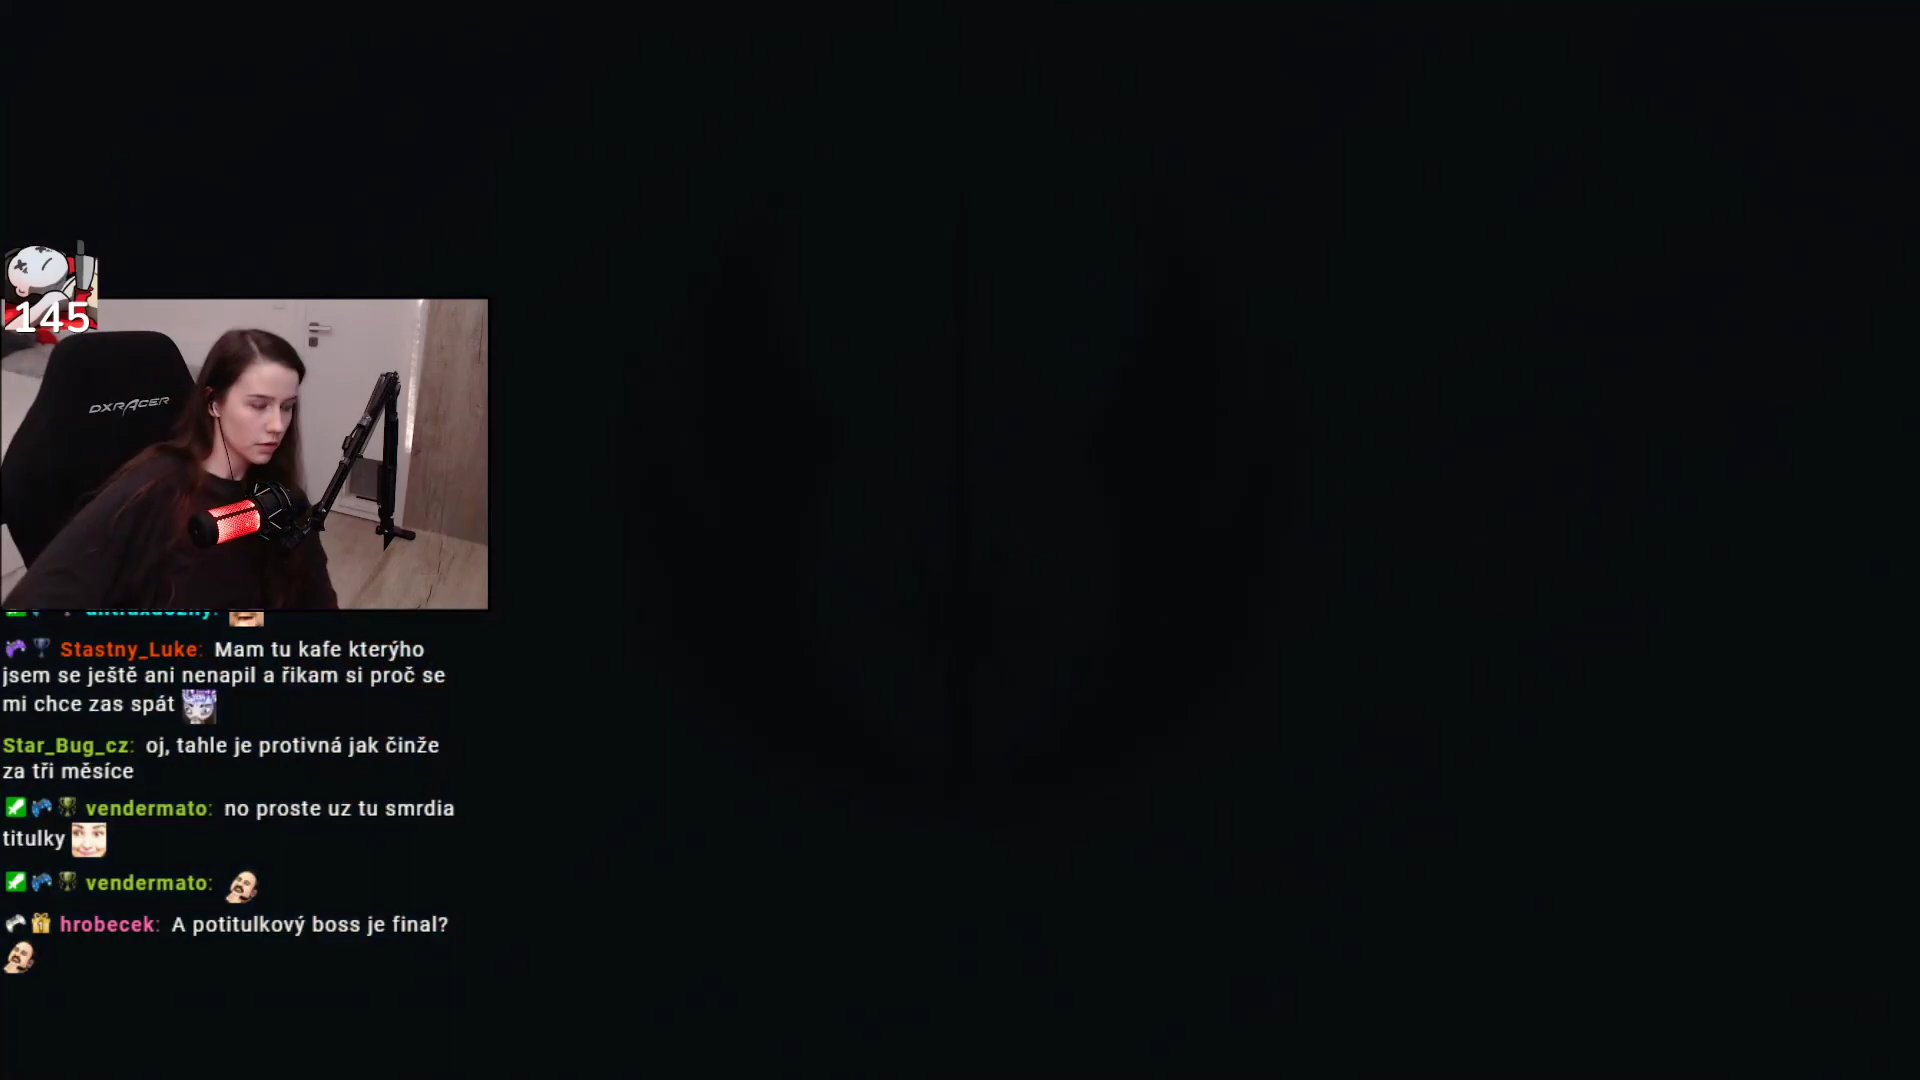 145
DXRACER
Stastny_Luke: Mam tu kafe kterýho
jsem se ještě ani nenapil a řikam si proč se
mi chce zas spát
Star_Bug_cz: oj, tahle je protivná jak činže
za tři měsíce
vendermato: no proste uz tu smrdia
titulky
vendermato:
hrobecek: A potitulkový boss je final?